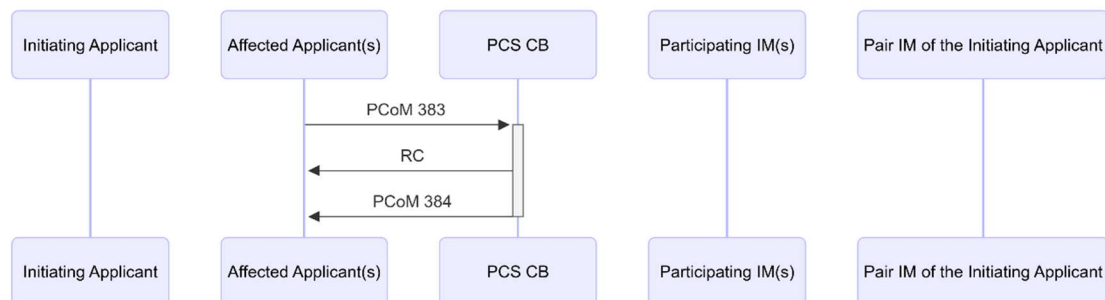 Initiating Applicant
Affected Applicant(s)
PCS CB
Participating IM(s)
Pair IM of the Initiating Applicant
PCoM 383
RC
PCoM 384
Initiating Applicant
Affected Applicant(s)
PCS CB
Participating IM(s)
Pair IM of the Initiating Applicant